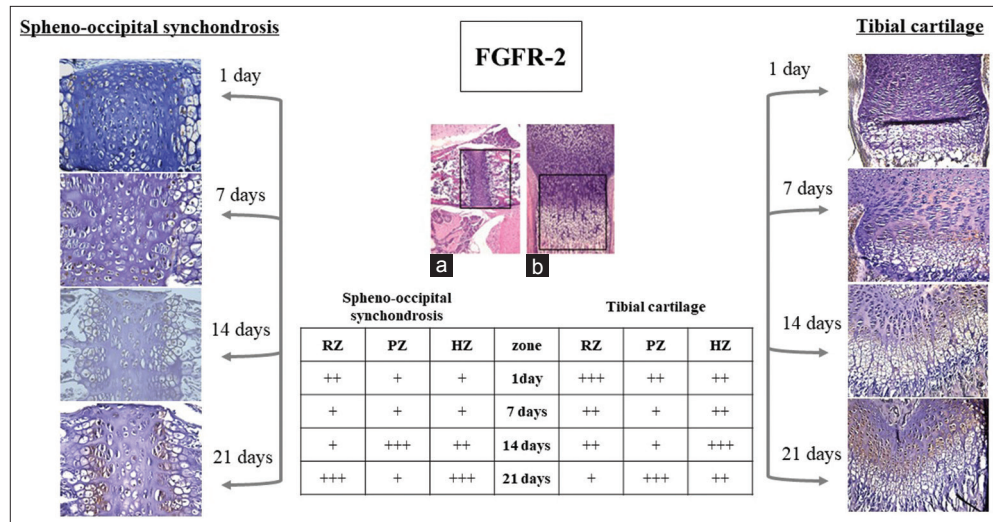 Spheno-occipital synchondrosis
FGFR-2
Tibial cartilage
1 day
7 days
14 days
21 days
1 day
7 days
14 days
21 days
a
b
Spheno-occipital
synchondrosis
Tibial cartilage
RZ PZ HZ zone RZ PZ HZ
++ + + 1day +++ ++ ++
+ + + 7 days ++ + ++
+ +++ ++ 14 days ++ + +++
+++ + +++ 21 days + +++ ++